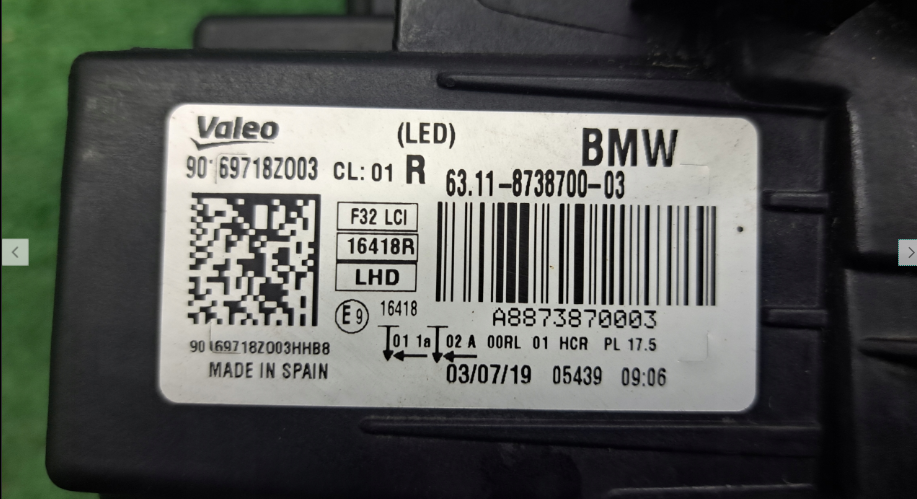 Valeo
(LED)
BMW
90 69718Z003 CL: 01 R
63.11-8738700-03
F32 LCI
16418R
LHD
E9 16418
A8873870003
01 1a 02 A 00RL 01 HCR PL 17.5
90 69718Z003HHB8
MADE IN SPAIN
03/07/19 05439 09:06